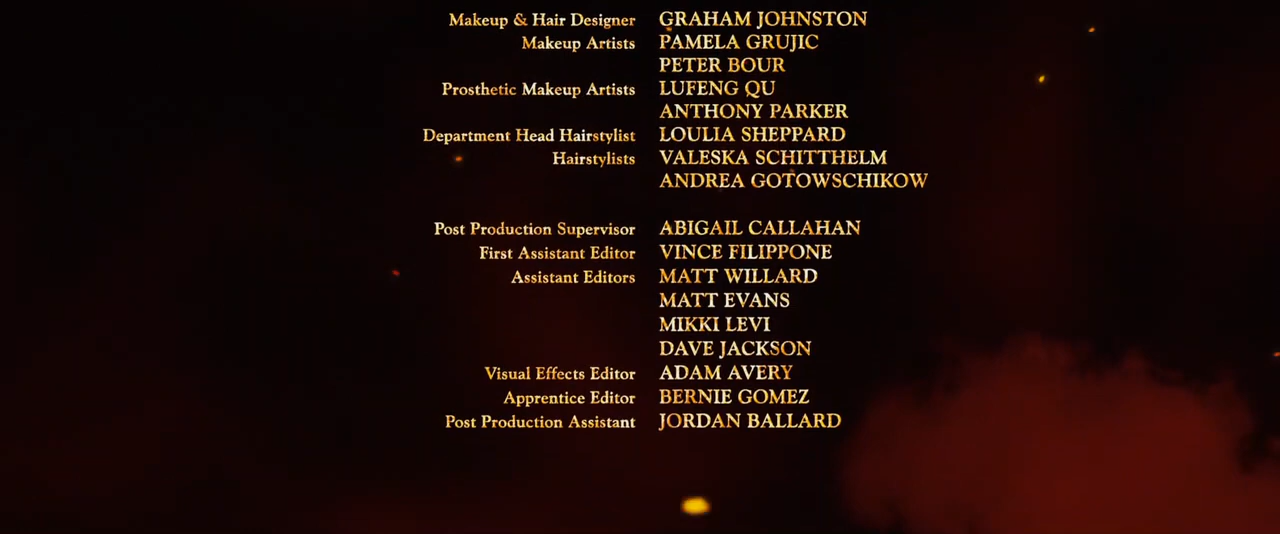 Makeup & Hair Designer GRAHAM JOHNSTON
Makeup Artists PAMELA GRUJIC
PETER BOUR
Prosthetic Makeup Artists LUFENG QU
ANTHONY PARKER
Department Head Hairstylist LOULIA SHEPPARD
Hairstylists VALESKA SCHITTHELM
ANDREA GOTOWSCHIKOW
Post Production Supervisor ABIGAIL CALLAHAN
First Assistant Editor VINCE FILIPPONE
Assistant Editors MATT WILLARD
MATT EVANS
MIKKI LEVI
DAVE JACKSON
Visual Effects Editor ADAM AVERY
Apprentice Editor BERNIE GOMEZ
Post Production Assistant JORDAN BALLARD